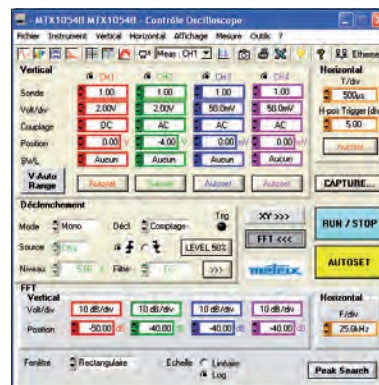 - MTX1054B MTX1054B - Contrôle Oscilloscope
Fichier Instrument Vertical Horizontal Affichage Mesure Outils ?
Meas: CH1 Ethernet
Vertical
CH1 CH2 CH3 CH4
Sonde 1.00 1.00 1.00 1.00
Volt/div 2.00V 2.00V 50.0mV 50.0mV
Couplage DC AC AC AC
Position 0.00 V -4.00 V 0.00 0.00
BWL Aucun Aucun Aucun Aucun
V-Auto Range
Autoset Autoset Autoset Autoset
Horizontal
T/div
500µs
H-pos Trigger (div)
5.00
Autoset
CAPTURE...
Déclenchement
Mode Mono Décl. Comptage Trig
Source LEVEL 50%
Niveau Filtre >>>
XY >>>
FFT <<<
metrix
RUN / STOP
AUTOSET
FFT
Vertical
Volt/div 10 dB/div 10 dB/div 10 dB/div 10 dB/div
Position -50.00 dB -40.00 dB -40.00 dB -40.00 dB
Horizontal
F/div
25.0kHz
Fenêtre Rectangulaire Echelle Linéaire
Log
Peak Search